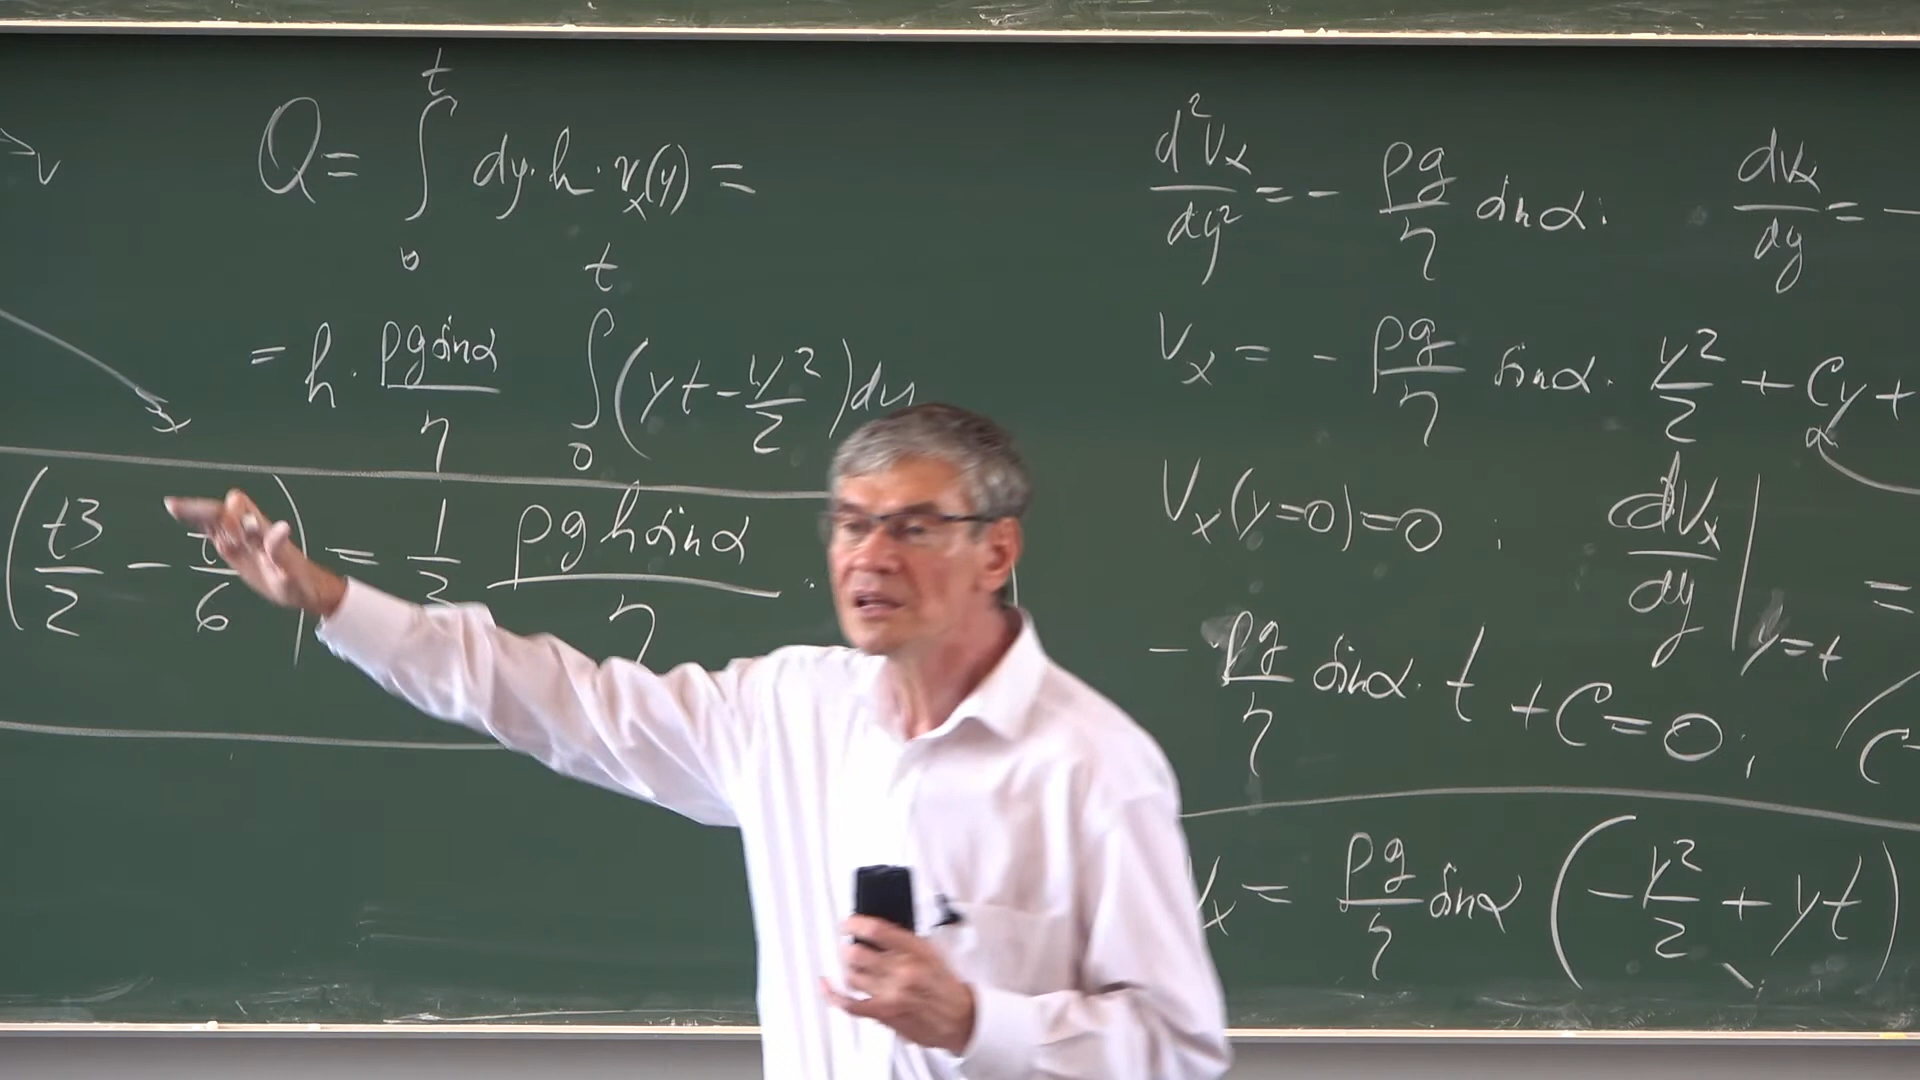 Q = ∫₀ᵗ dy·h·vₓ(y) =
= h · ρg sinα / η ∫₀ᵗ (yt - y²/2) dy
(t3/2 - t/6) = 1/3 ρgh sinα / η ·
d²Vₓ/dy² = - ρg/η sinα; dVₓ/dy = -
Vₓ = - ρg/η sinα · y²/2 + Cy +
Vₓ(y=0)=0 ; dVₓ/dy |y=t =
- ρg/η sinα · t + C = 0 ; C
Vₓ = ρg/η sinα (- y²/2 + yt)